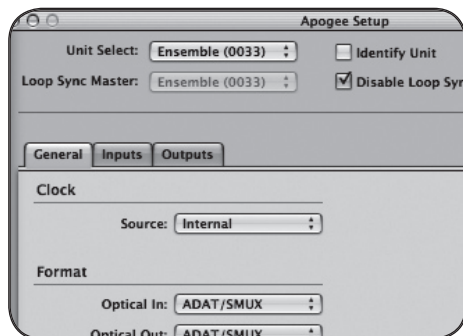 Apogee Setup
Unit Select: Ensemble (0033) Identify Unit
Loop Sync Master: Ensemble (0033) Disable Loop
General Inputs Outputs
Clock
Source: Internal
Format
Optical In: ADAT/SMUX
Optical Out: ADAT/SMUX